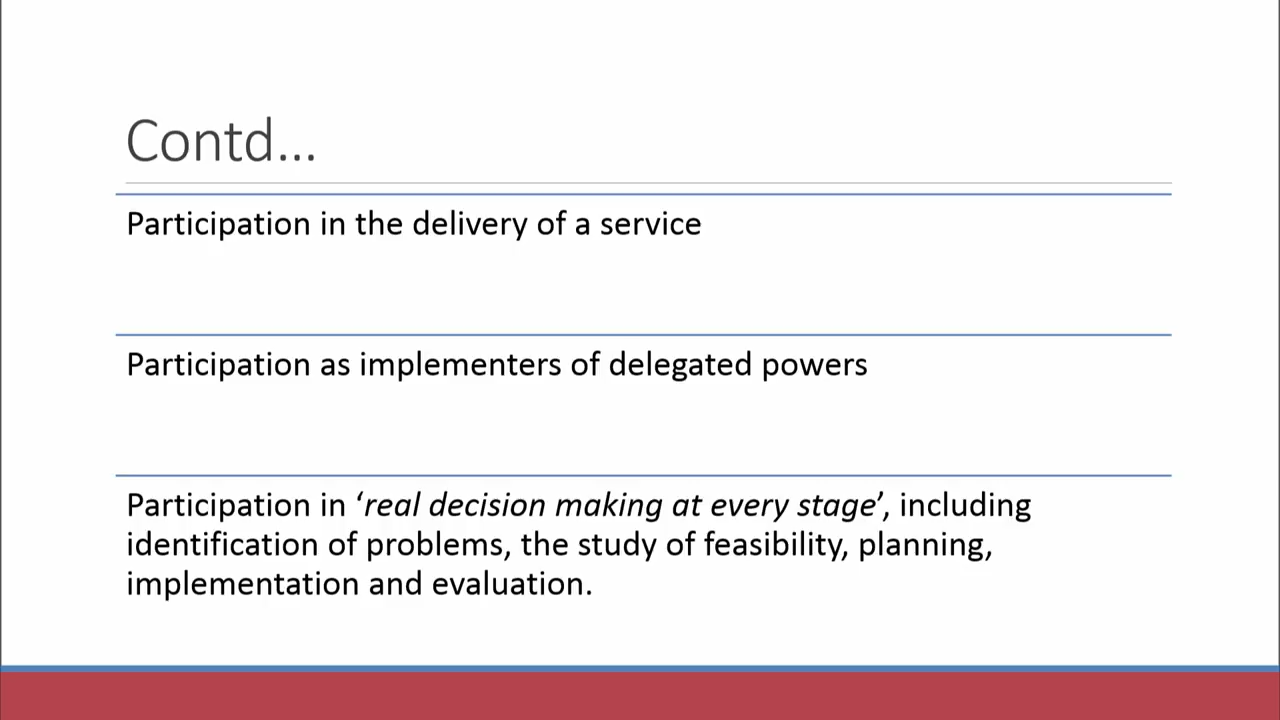 Contd…
Participation in the delivery of a service
Participation as implementers of delegated powers
Participation in ‘real decision making at every stage’, including
identification of problems, the study of feasibility, planning,
implementation and evaluation.